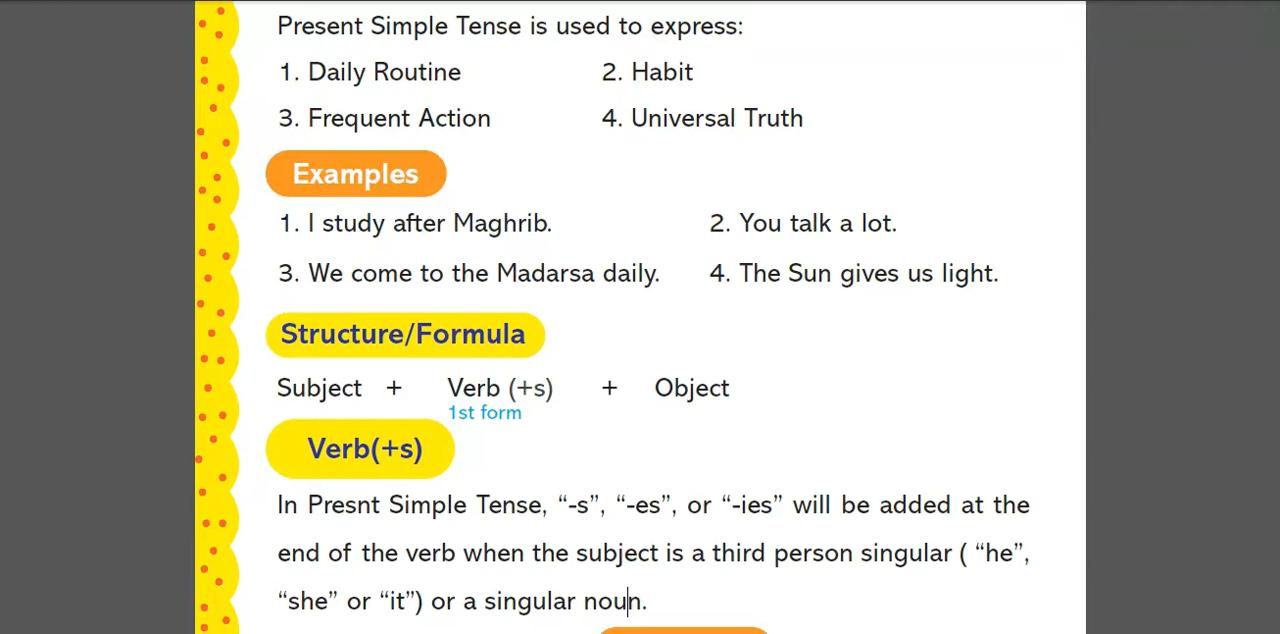 Present Simple Tense is used to express:
1. Daily Routine 2. Habit
3. Frequent Action 4. Universal Truth
Examples
1. I study after Maghrib. 2. You talk a lot.
3. We come to the Madarsa daily. 4. The Sun gives us light.
Structure/Formula
Subject + Verb (+s) + Object
1st form
Verb(+s)
In Presnt Simple Tense, “-s”, “-es”, or “-ies” will be added at the
end of the verb when the subject is a third person singular ( “he”,
“she” or “it”) or a singular noun.